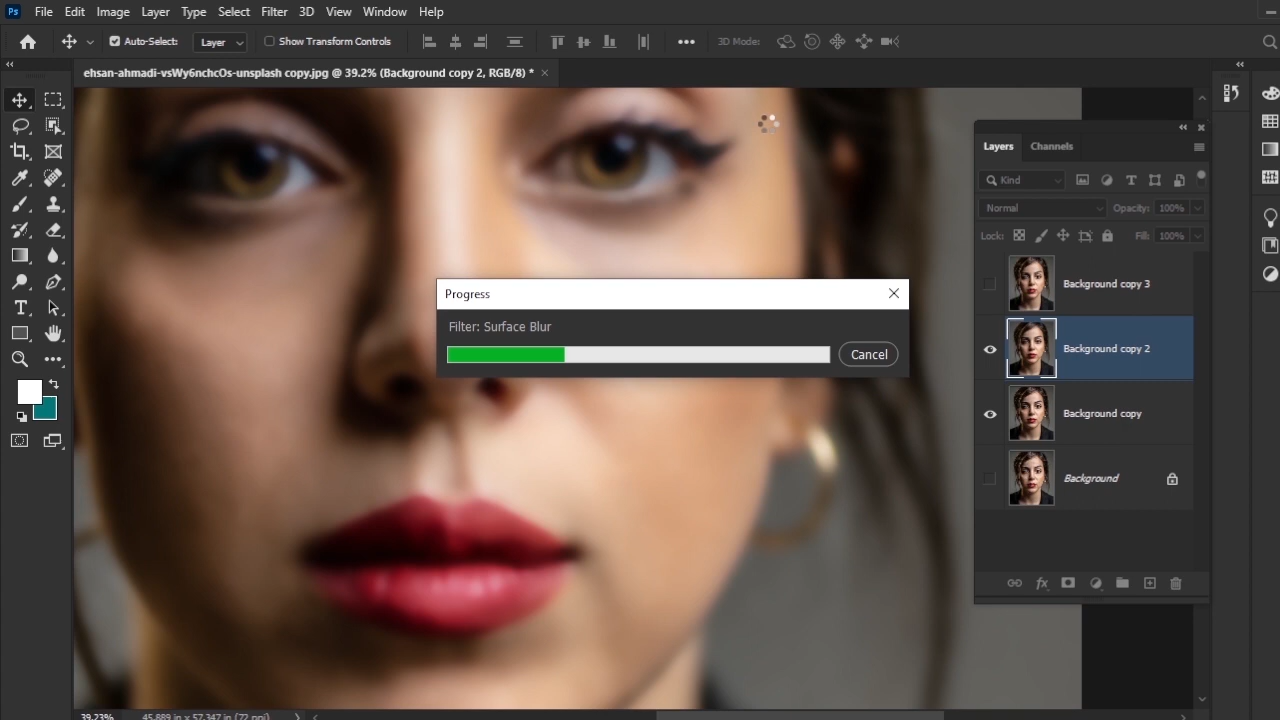 Ps File Edit Image Layer Type Select Filter 3D View Window Help
Auto-Select: Layer Show Transform Controls 3D Mode:
ehsan-ahmadi-vsWy6nchcOs-unsplash copy.jpg @ 39.2% (Background copy 2, RGB/8) *
Layers Channels
Kind
Normal Opacity: 100%
Lock: Fill: 100%
Background copy 3
Progress
Filter: Surface Blur
Cancel
Background copy 2
Background copy
Background
39.23% 45.889 in x 57.347 in (72 ppi)